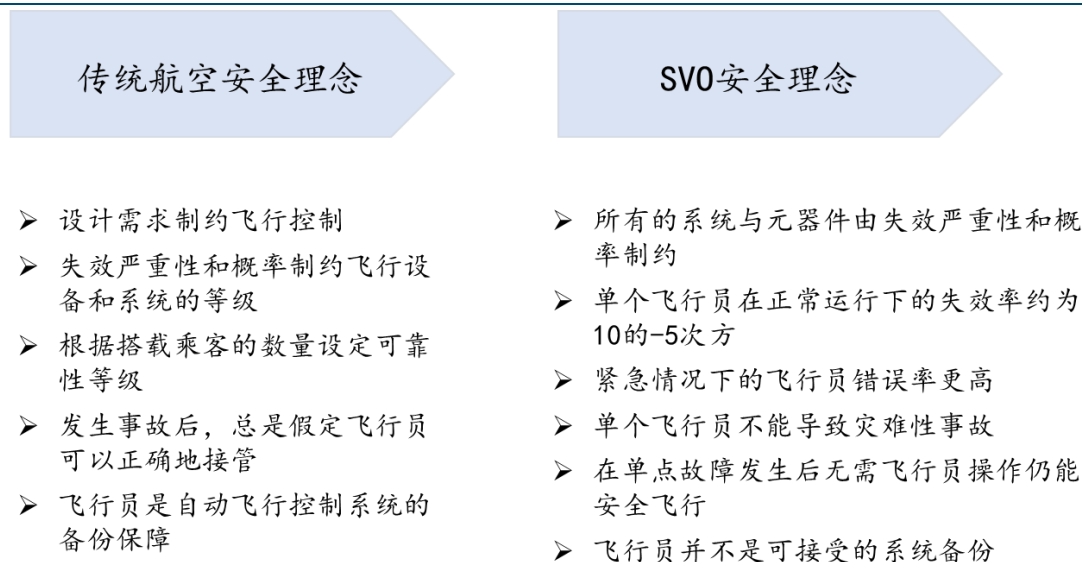 传统航空安全理念
设计需求制约飞行控制
失效严重性和概率制约飞行设
备和系统的等级
根据搭载乘客的数量设定可靠
性等级
发生事故后，总是假定飞行员
可以正确地接管
飞行员是自动飞行控制系统的
备份保障
SVO安全理念
所有的系统与元器件由失效严重性和概
率制约
单个飞行员在正常运行下的失效率约为
10的-5次方
紧急情况下的飞行员错误率更高
单个飞行员不能导致灾难性事故
在单点故障发生后无需飞行员操作仍能
安全飞行
飞行员并不是可接受的系统备份